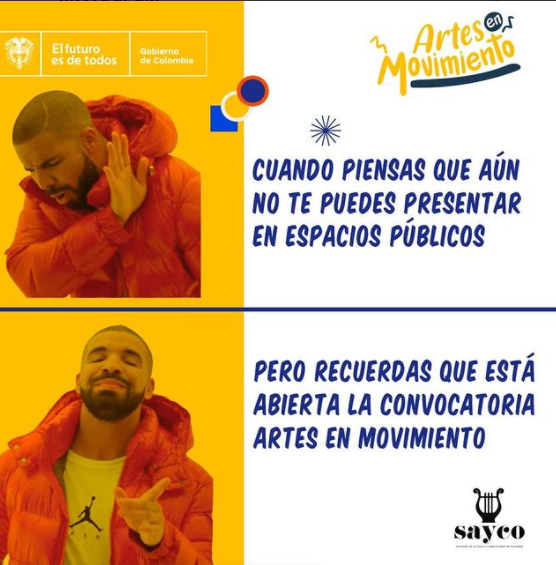 El futuro
es de todos
Gobierno
de Colombia
Artes en
Movimiento
CUANDO PIENSAS QUE AÚN
NO TE PUEDES PRESENTAR
EN ESPACIOS PÚBLICOS
PERO RECUERDAS QUE ESTÁ
ABIERTA LA CONVOCATORIA
ARTES EN MOVIMIENTO
AIR
sayco